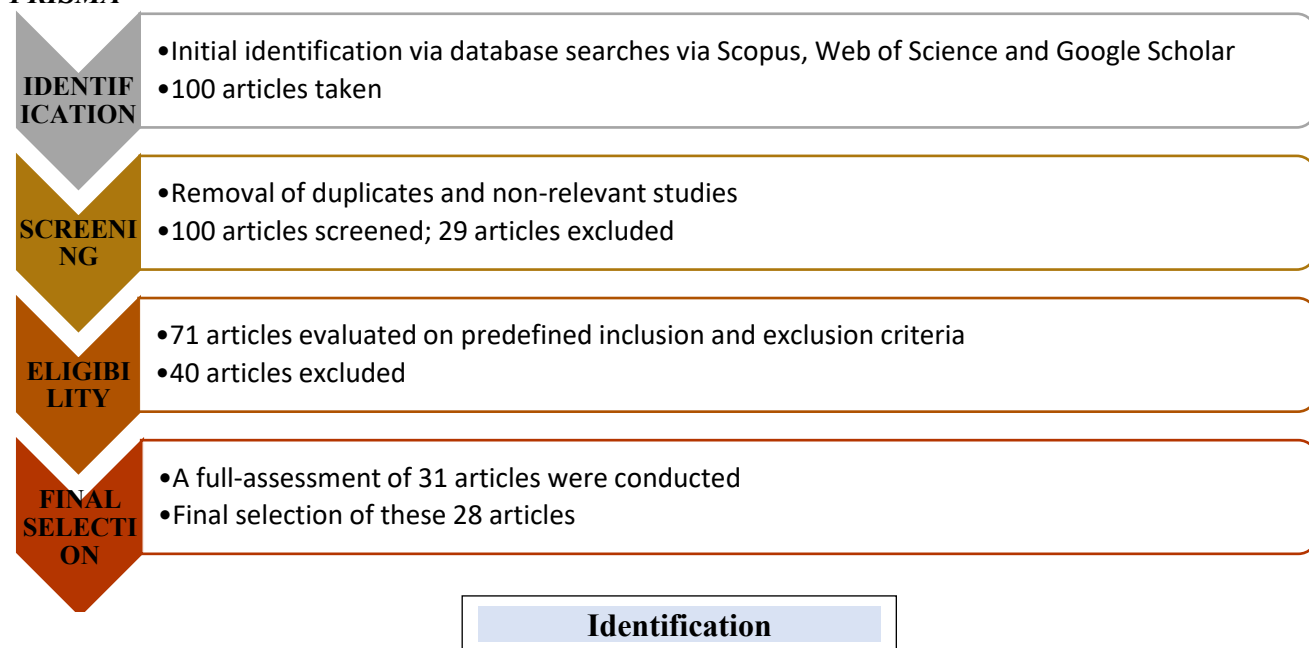 PRISMA
IDENTIF
ICATION
•Initial identification via database searches via Scopus, Web of Science and Google Scholar
•100 articles taken
SCREENI
NG
•Removal of duplicates and non-relevant studies
•100 articles screened; 29 articles excluded
ELIGIBI
LITY
•71 articles evaluated on predefined inclusion and exclusion criteria
•40 articles excluded
FINAL
SELECTI
ON
•A full-assessment of 31 articles were conducted
•Final selection of these 28 articles
Identification